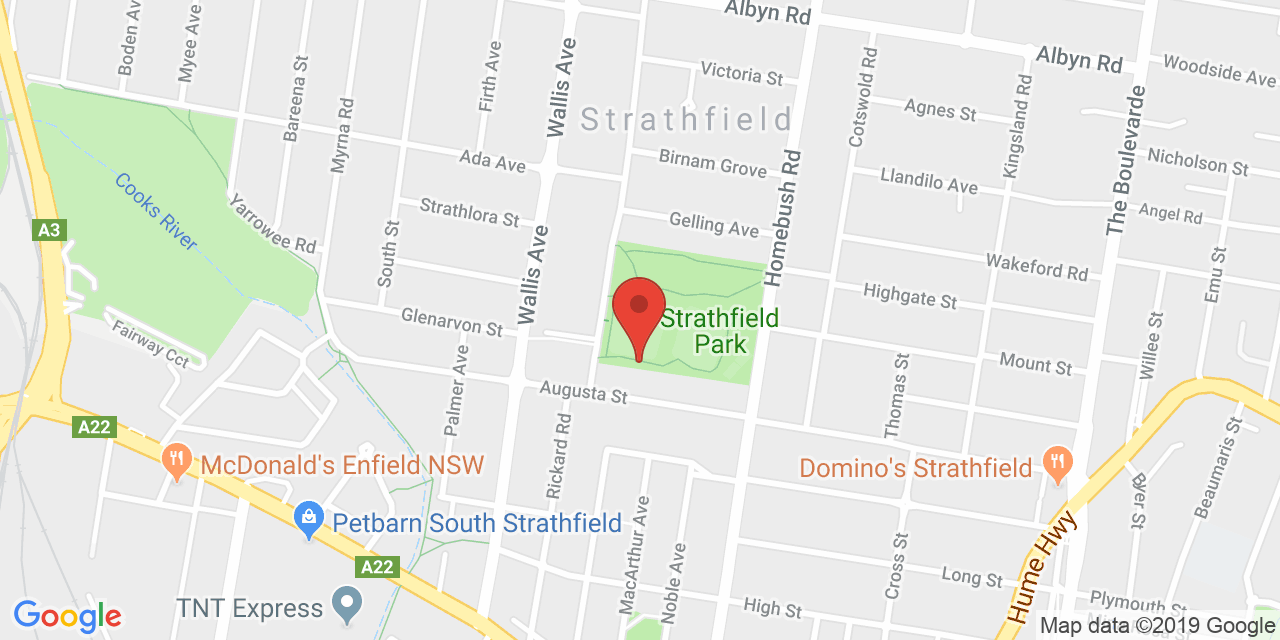 Albyn Rd
Boden Av
Myee Ave
Bareena St
Myrna Rd
Firth Ave
Wallis Ave
Victoria St
Cotswold Rd
Albyn Rd
Woodside Ave
Strathfield
Agnes St
Kingsland Rd
The Boulevarde
Ada Ave
Birnam Grove
Nicholson St
Cooks River
Yarrowee Rd
Strathlora St
South St
Gelling Ave
Homebush Rd
Llandilo Ave
Angel Rd
A3
Wallis Ave
Wakeford Rd
Emu St
Highgate St
Fairway Cct
Glenarvon St
Strathfield
Park
Mount St
Willee St
Palmer Ave
Augusta St
Thomas St
A22
Rickard Rd
McDonald's Enfield NSW
Domino's Strathfield
Beaumaris St
Petbarn South Strathfield
MacArthur Ave
Noble Ave
Cross St
Hume Hwy
A22
Long St
TNT Express
High St
Plymouth St
Google
Map data ©2019 Google